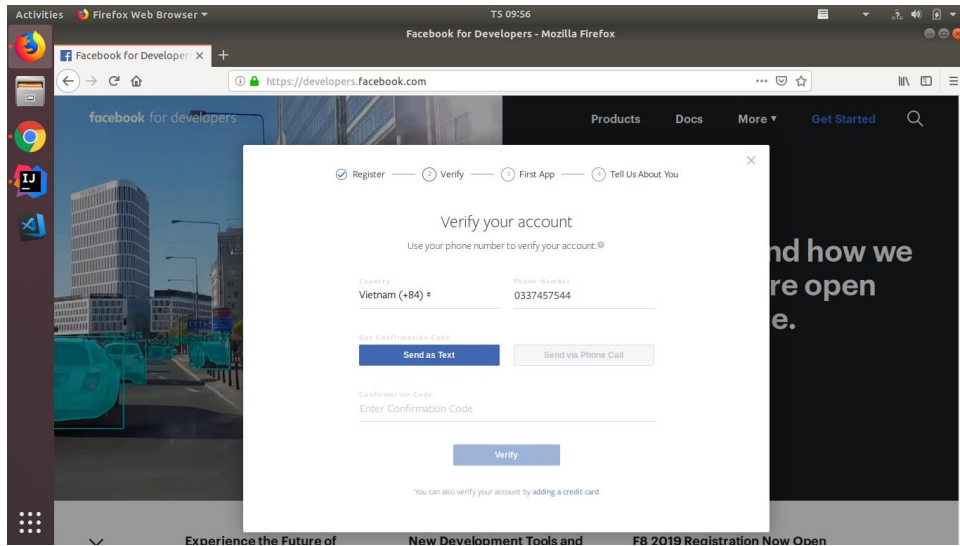 Activities Firefox Web Browser T5 09:56
Facebook for Developers - Mozilla Firefox
Facebook for Developer
https://developers.facebook.com
facebook for developers Products Docs More Get Started
Register 2 Verify 3 First App 4 Tell Us About You
Verify your account
Use your phone number to verify your account.
nd how we
re open
e.
Country Phone Number
Vietnam (+84) 0337457544
Get Confirmation Code
Send as Text Send via Phone Call
Confirmation Code
Enter Confirmation Code
Verify
You can also verify your account by adding a credit card
Experience the Future of New Development Tools and F8 2019 Registration Now Open